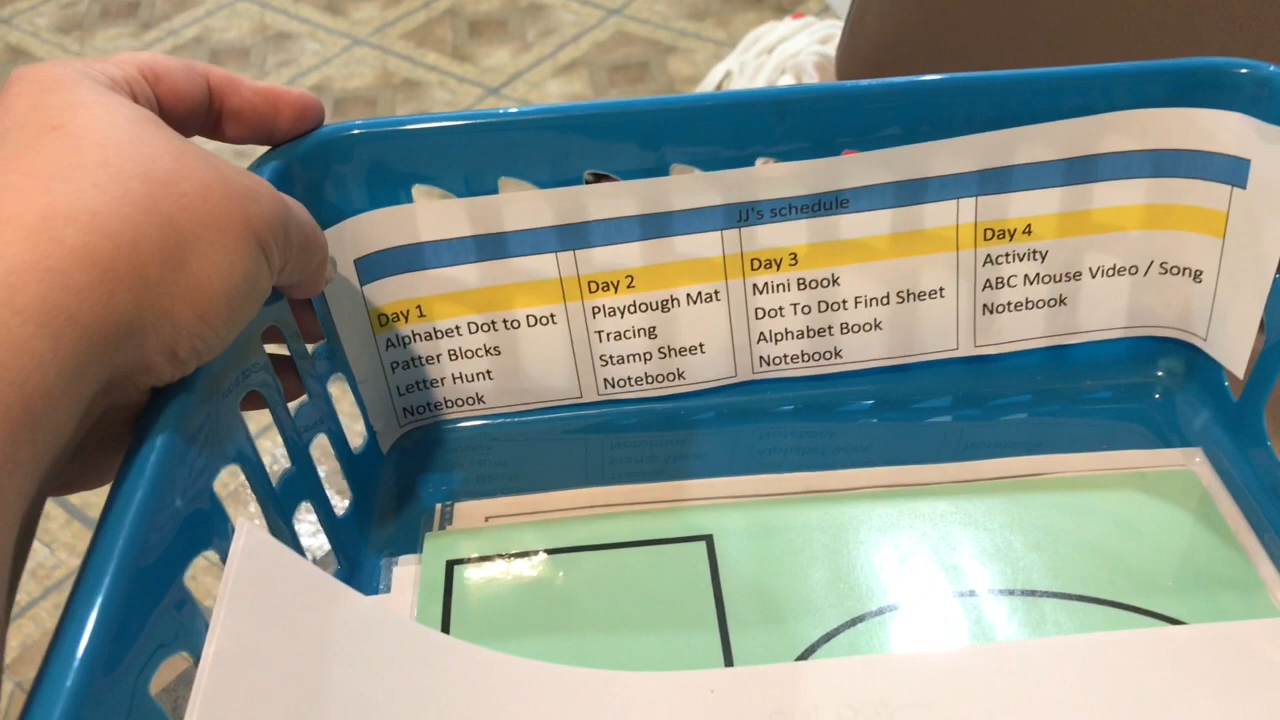 JJ's schedule
Day 1
Alphabet Dot to Dot
Patter Blocks
Letter Hunt
Notebook
Day 2
Playdough Mat
Tracing
Stamp Sheet
Notebook
Day 3
Mini Book
Dot To Dot Find Sheet
Alphabet Book
Notebook
Day 4
Activity
ABC Mouse Video / Song
Notebook